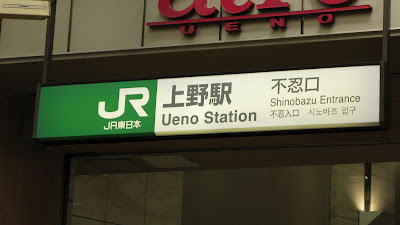 UENO
JR
JR東日本
上野駅
Ueno Station
不忍口
Shinobazu Entrance
不忍入口 시노바즈 입구